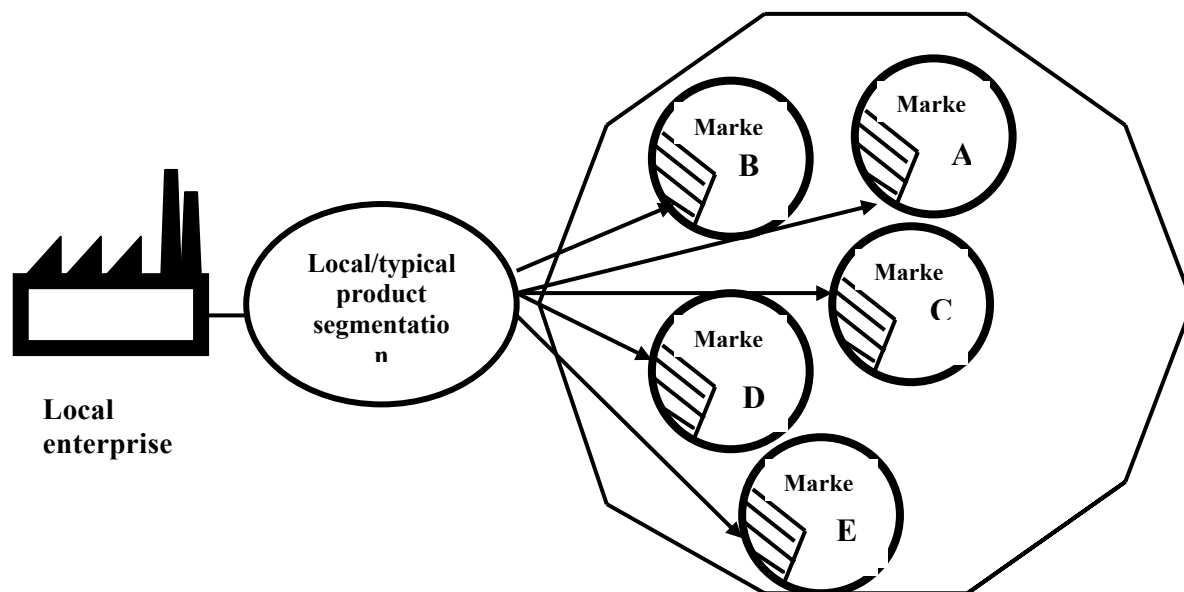 Marke
A
Marke
B
Local/typical
product
segmentatio
n
Marke
C
Marke
D
Local
enterprise
Marke
E